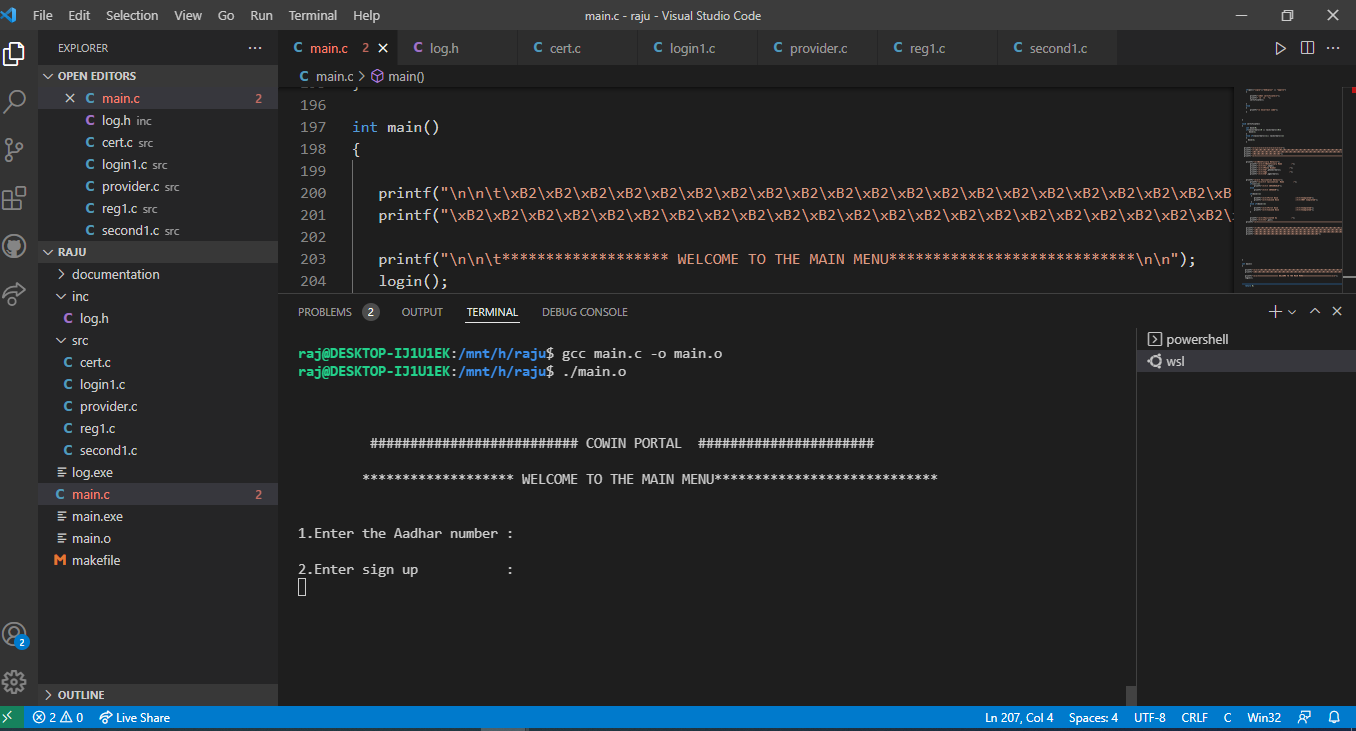 File Edit Selection View Go Run Terminal Help main.c - raju - Visual Studio Code
EXPLORER
OPEN EDITORS
main.c 2
log.h inc
cert.c src
login1.c src
provider.c src
reg1.c src
second1.c src
RAJU
documentation
inc
log.h
src
cert.c
login1.c
provider.c
reg1.c
second1.c
log.exe
main.c 2
main.exe
main.o
makefile
OUTLINE
main.c 2 log.h cert.c login1.c provider.c reg1.c second1.c
main.c > main()
196
197 int main()
198 {
199
200 printf("\n\n\t\xB2\xB2\xB2\xB2\xB2\xB2\xB2\xB2\xB2\xB2\xB2\xB2\xB2\xB2\xB2\xB2\xB2\xB2\xB2\xB2\xB
201 printf("\xB2\xB2\xB2\xB2\xB2\xB2\xB2\xB2\xB2\xB2\xB2\xB2\xB2\xB2\xB2\xB2\xB2\xB2\xB2\xB2\xB2\xB2\
202
203 printf("\n\n\t******************* WELCOME TO THE MAIN MENU****************************\n\n");
204 login();
PROBLEMS 2 OUTPUT TERMINAL DEBUG CONSOLE
raj@DESKTOP-IJ1U1EK:/mnt/h/raju$ gcc main.c -o main.o
raj@DESKTOP-IJ1U1EK:/mnt/h/raju$ ./main.o
########################## COWIN PORTAL ######################
******************* WELCOME TO THE MAIN MENU****************************
1.Enter the Aadhar number :
2.Enter sign up :
powershell
wsl
2
2 0 Live Share Ln 207, Col 4 Spaces: 4 UTF-8 CRLF C Win32